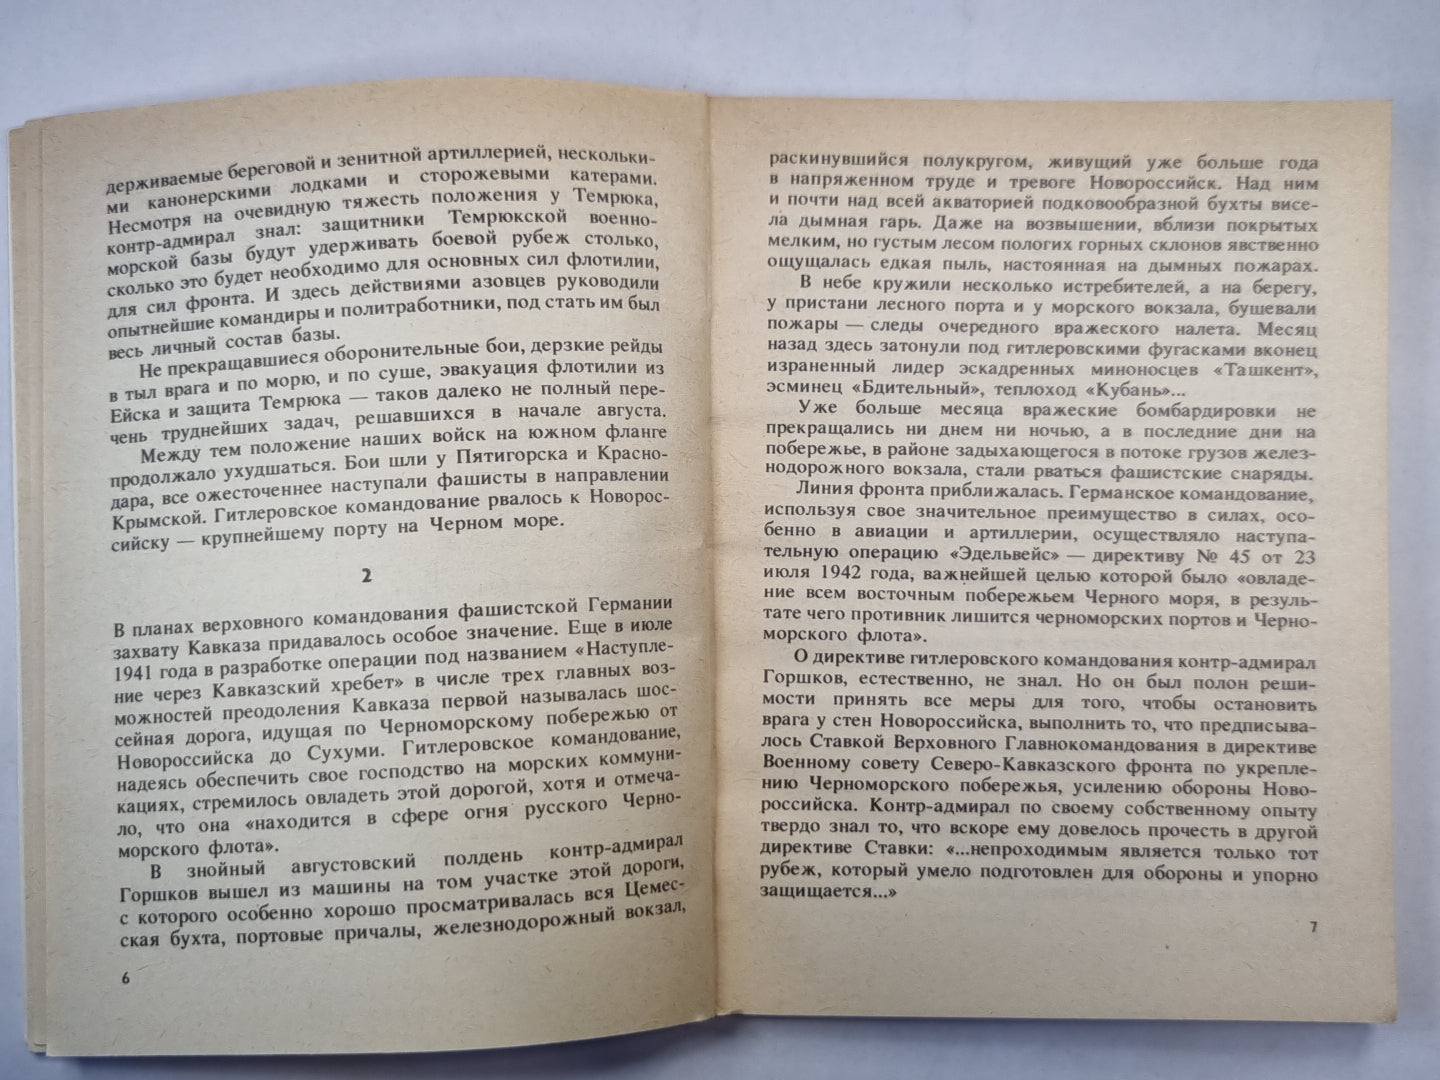 держиваемые береговой и зенитной артиллерией, нескольки-
ми канонерскими лодками и сторожевыми катерами.
Несмотря на очевидную тяжесть положения у Темрюка,
контр-адмирал знал: защитники Темрюкской военно-
морской базы будут удерживать боевой рубеж столько,
сколько это будет необходимо для основных сил флотилии,
для сил фронта. И здесь действиями азовцев руководили
опытнейшие командиры и политработники, под стать им был
весь личный состав базы.
Не прекращавшиеся оборонительные бои, дерзкие рейды
в тыл врага и по морю, и по суше, эвакуация флотилии из
Ейска и защита Темрюка — таков далеко не полный пере-
чень труднейших задач, решавшихся в начале августа.
Между тем положение наших войск на южном фланге
продолжало ухудшаться. Бои шли у Пятигорска и Красно-
дара, все ожесточеннее наступали фашисты в направлении
Крымской. Гитлеровское командование рвалось к Новорос-
сийску — крупнейшему порту на Черном море.
2
В планах верховного командования фашистской Германии
захвату Кавказа придавалось особое значение. Еще в июле
1941 года в разработке операции под названием «Наступле-
ние через Кавказский хребет» в числе трех главных воз-
можностей преодоления Кавказа первой называлась шос-
сейная дорога, идущая по Черноморскому побережью от
Новороссийска до Сухуми. Гитлеровское командование,
надеясь обеспечить свое господство на морских коммуни-
кациях, стремилось овладеть этой дорогой, хотя и отмеча-
ло, что она «находится в сфере огня русского Черно-
морского флота».
В знойный августовский полдень контр-адмирал
Горшков вышел из машины на том участке этой дороги,
с которого особенно хорошо просматривалась вся Цемес-
ская бухта, портовые причалы, железнодорожный вокзал,
6
раскинувшийся полукругом, живущий уже больше года
в напряженном труде и тревоге Новороссийск. Над ним
и почти над всей акваторией подковообразной бухты висе-
ла дымная гарь. Даже на возвышении, вблизи покрытых
мелким, но густым лесом пологих горных склонов явственно
ощущалась едкая пыль, настоянная на дымных пожарах.
В небе кружили несколько истребителей, а на берегу,
у пристани лесного порта и у морского вокзала, бушевали
пожары — следы очередного вражеского налета. Месяц
назад здесь затонули под гитлеровскими фугасками вконец
израненный лидер эскадренных миноносцев «Ташкент»,
эсминец «Бдительный», теплоход «Кубань»...
Уже больше месяца вражеские бомбардировки не
прекращались ни днем ни ночью, а в последние дни на
побережье, в районе задыхающегося в потоке грузов желез-
нодорожного вокзала, стали рваться фашистские снаряды.
Линия фронта приближалась. Германское командование,
используя свое значительное преимущество в силах, осо-
бенно в авиации и артиллерии, осуществляло наступа-
тельную операцию «Эдельвейс» — директиву № 45 от 23
июля 1942 года, важнейшей целью которой было «овладе-
ние всем восточным побережьем Черного моря, в резуль-
тате чего противник лишится черноморских портов и Черно-
морского флота».
О директиве гитлеровского командования контр-адмирал
Горшков, естественно, не знал. Но он был полон реши-
мости принять все меры для того, чтобы остановить
врага у стен Новороссийска, выполнить то, что предписыва-
лось Ставкой Верховного Главнокомандования в директиве
Военному совету Северо-Кавказского фронта по укрепле-
нию Черноморского побережья, усилению обороны Ново-
российска. Контр-адмирал по своему собственному опыту
твердо знал то, что вскоре ему довелось прочесть в другой
директиве Ставки: «...непроходимым является только тот
рубеж, который умело подготовлен для обороны и упорно
защищается...»
7